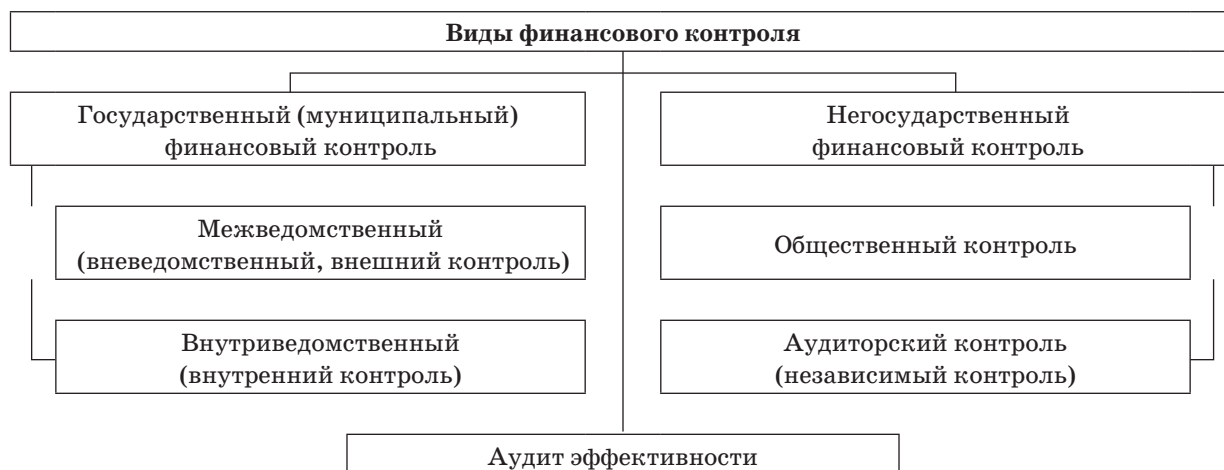 Виды финансового контроля
Государственный (муниципальный)
финансовый контроль
Межведомственный
(вневедомственный, внешний контроль)
Внутриведомственный
(внутренний контроль)
Негосударственный
финансовый контроль
Общественный контроль
Аудиторский контроль
(независимый контроль)
Аудит эффективности